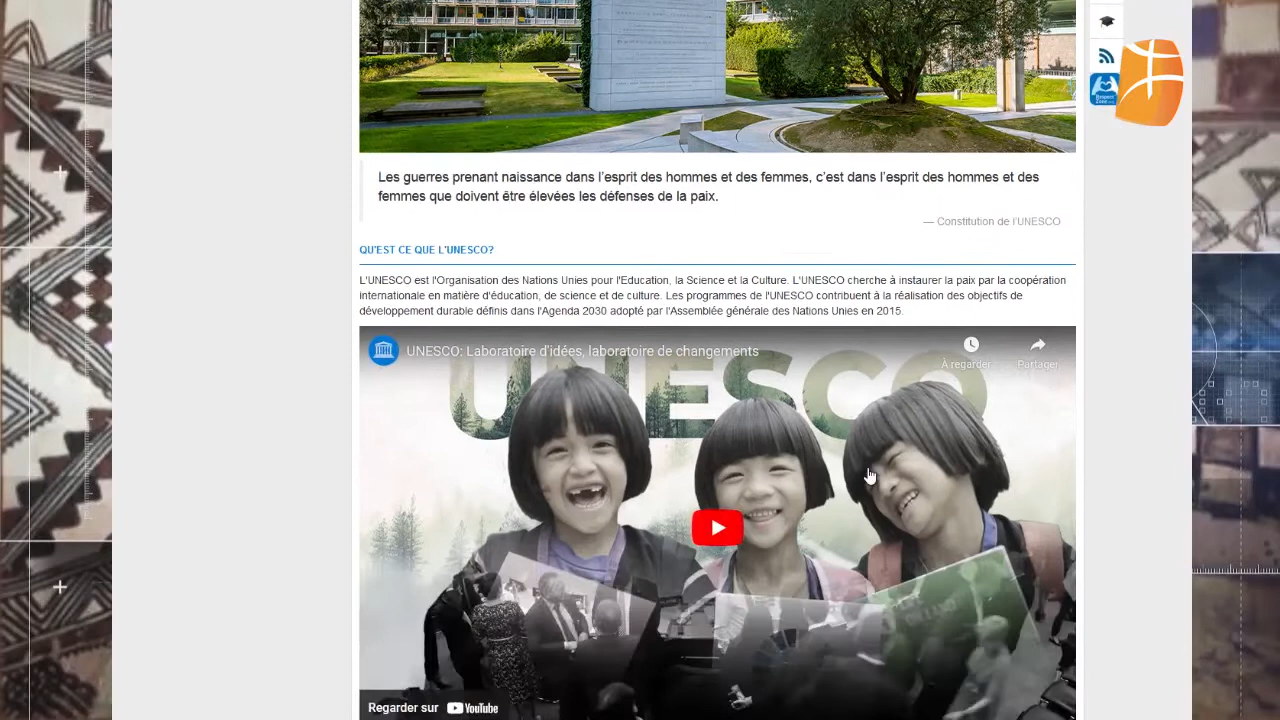 Les guerres prenant naissance dans l’esprit des hommes et des femmes, c’est dans l’esprit des hommes et des
femmes que doivent être élevées les défenses de la paix.
— Constitution de l'UNESCO
QU'EST CE QUE L'UNESCO?
L'UNESCO est l'Organisation des Nations Unies pour l'Education, la Science et la Culture. L'UNESCO cherche à instaurer la paix par la coopération
internationale en matière d'éducation, de science et de culture. Les programmes de l'UNESCO contribuent à la réalisation des objectifs de
développement durable définis dans l'Agenda 2030 adopté par l'Assemblée générale des Nations Unies en 2015.
UNESCO: Laboratoire d'idées, laboratoire de changements
À regarder
Partager
UNESCO
Regarder sur YouTube